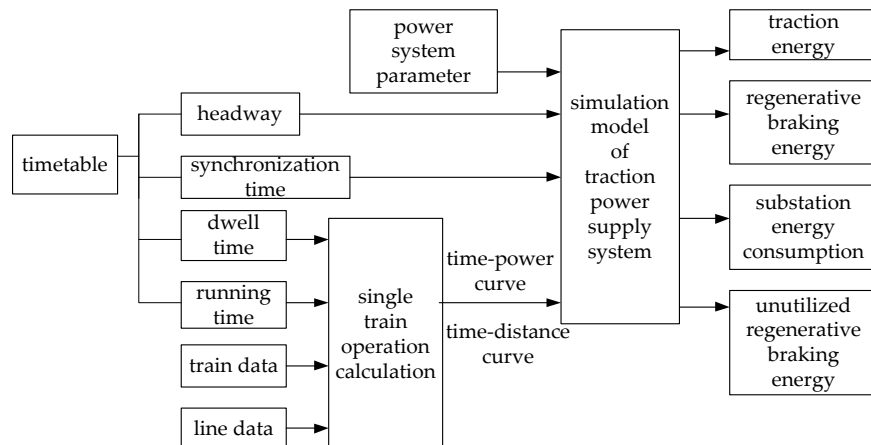 power
system
parameter
timetable
headway
synchronization
time
dwell
time
running
time
train data
line data
single
train
operation
calculation
time-power
curve
time-distance
curve
simulation
model
of
traction
power
supply
system
traction
energy
regenerative
braking
energy
substation
energy
consumption
unutilized
regenerative
braking
energy